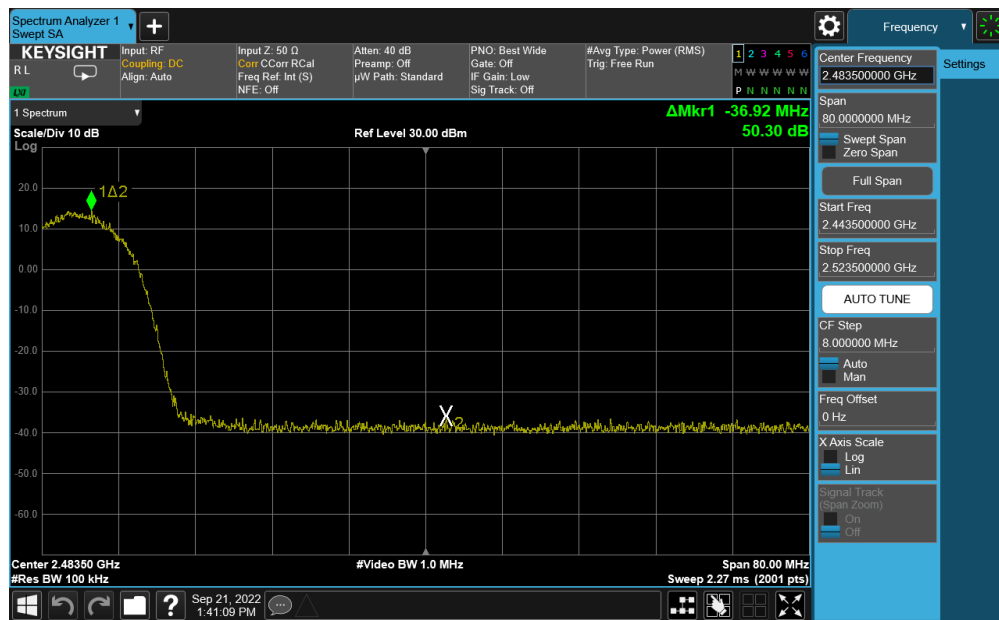 Spectrum Analyzer 1
Swept SA
Frequency
KEYSIGHT
R L
LXI
Input: RF
Coupling: DC
Align: Auto
Input Z: 50 Ω
Corr CCorr RCal
Freq Ref: Int (S)
NFE: Off
Atten: 40 dB
Preamp: Off
µW Path: Standard
PNO: Best Wide
Gate: Off
IF Gain: Low
Sig Track: Off
#Avg Type: Power (RMS)
Trig: Free Run
1 2 3 4 5 6
M W W W W W
P N N N N N
1 Spectrum
ΔMkr1 -36.92 MHz
50.30 dB
Scale/Div 10 dB
Ref Level 30.00 dBm
Log
20.0
10.0
0.00
-10.0
-20.0
-30.0
-40.0
-50.0
-60.0
1Δ2
X2
Center 2.48350 GHz
#Res BW 100 kHz
#Video BW 1.0 MHz
Span 80.00 MHz
Sweep 2.27 ms (2001 pts)
Sep 21, 2022
1:41:09 PM
Center Frequency
2.483500000 GHz
Settings
Span
80.0000000 MHz
Swept Span
Zero Span
Full Span
Start Freq
2.443500000 GHz
Stop Freq
2.523500000 GHz
AUTO TUNE
CF Step
8.000000 MHz
Auto
Man
Freq Offset
0 Hz
X Axis Scale
Log
Lin
Signal Track
(Span Zoom)
On
Off